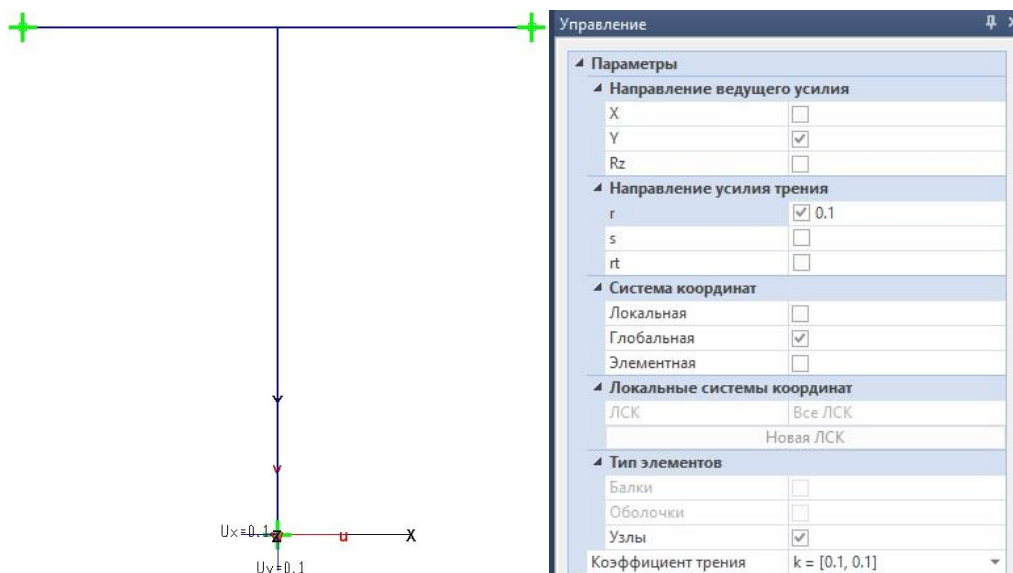 Y
v
Ux=0.1
Z
u
X
Uy=0.1
Управление
Параметры
Направление ведущего усилия
X
Y
Rz
Направление усилия трения
r 0.1
s
rt
Система координат
Локальная
Глобальная
Элементная
Локальные системы координат
ЛСК Все ЛСК
Новая ЛСК
Тип элементов
Балки
Оболочки
Узлы
Коэффициент трения k = [0.1, 0.1]